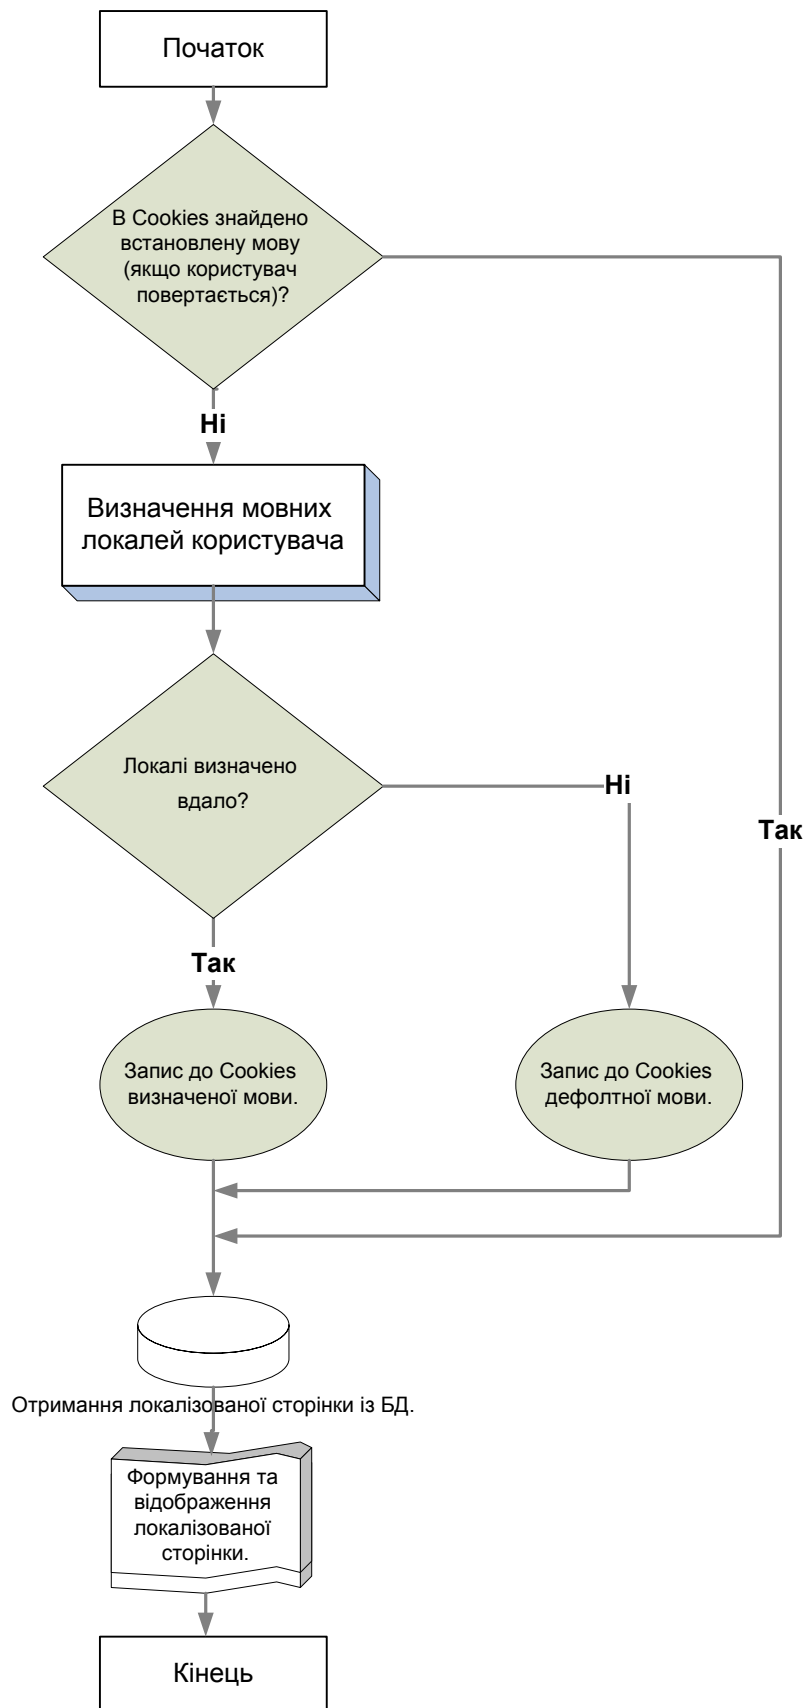 Початок
В Cookies знайдено
встановлену мову
(якщо користувач
повертається)?
Ні
Визначення мовних
локалей користувача
Локалі визначено
вдало?
Ні
Так
Так
Запис до Cookies
визначеної мови.
Запис до Cookies
дефолтної мови.
Отримання локалізованої сторінки із БД.
Формування та
відображення
локалізованої
сторінки.
Кінець